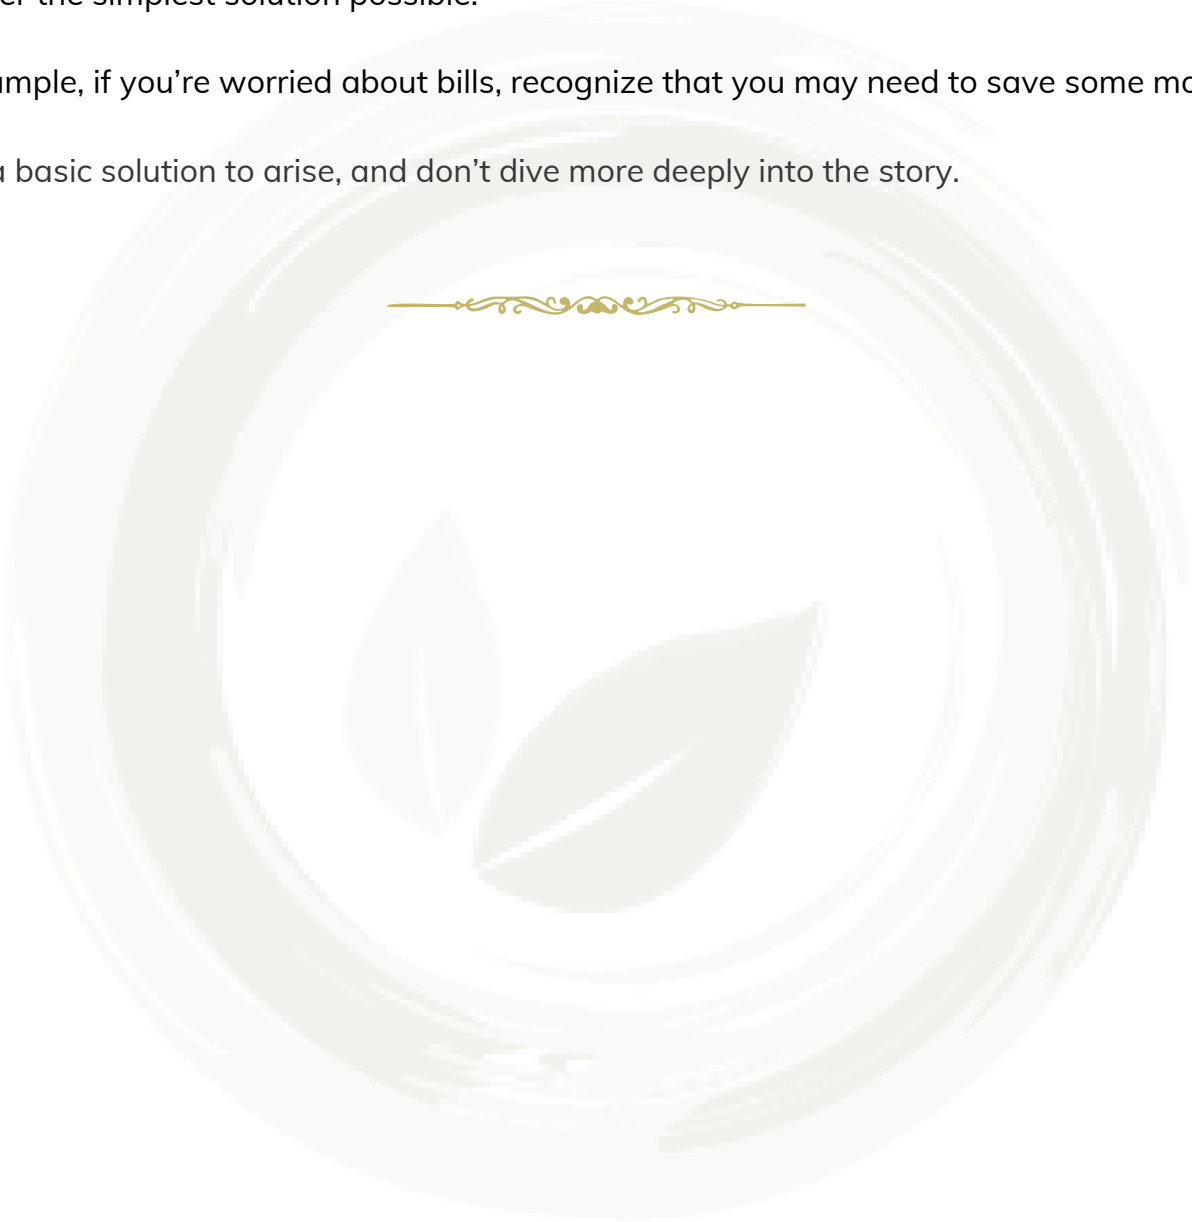 er the simplest solution possible.
ample, if you’re worried about bills, recognize that you may need to save some mo
a basic solution to arise, and don’t dive more deeply into the story.